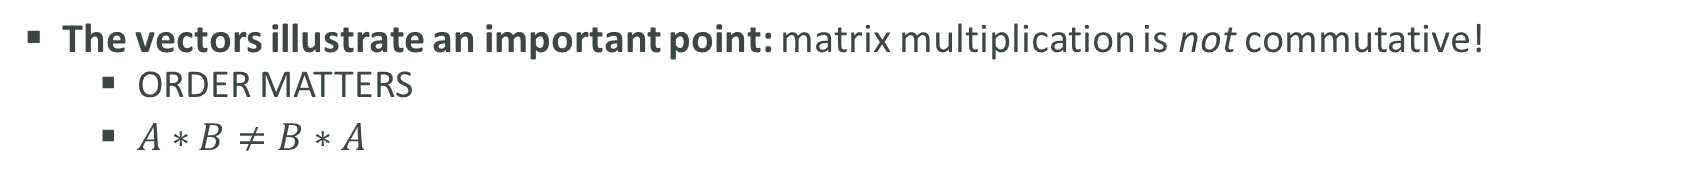 ▪ The vectors illustrate an important point: matrix multiplication is not commutative!
▪ ORDER MATTERS
▪ A ∗ B ≠ B ∗ A